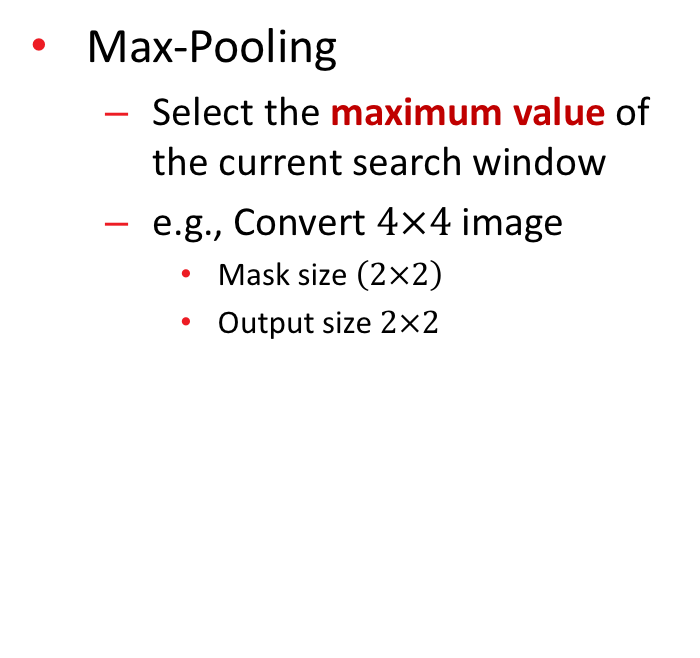 • Max-Pooling
– Select the maximum value of
the current search window
– e.g., Convert 4×4 image
• Mask size (2×2)
• Output size 2×2